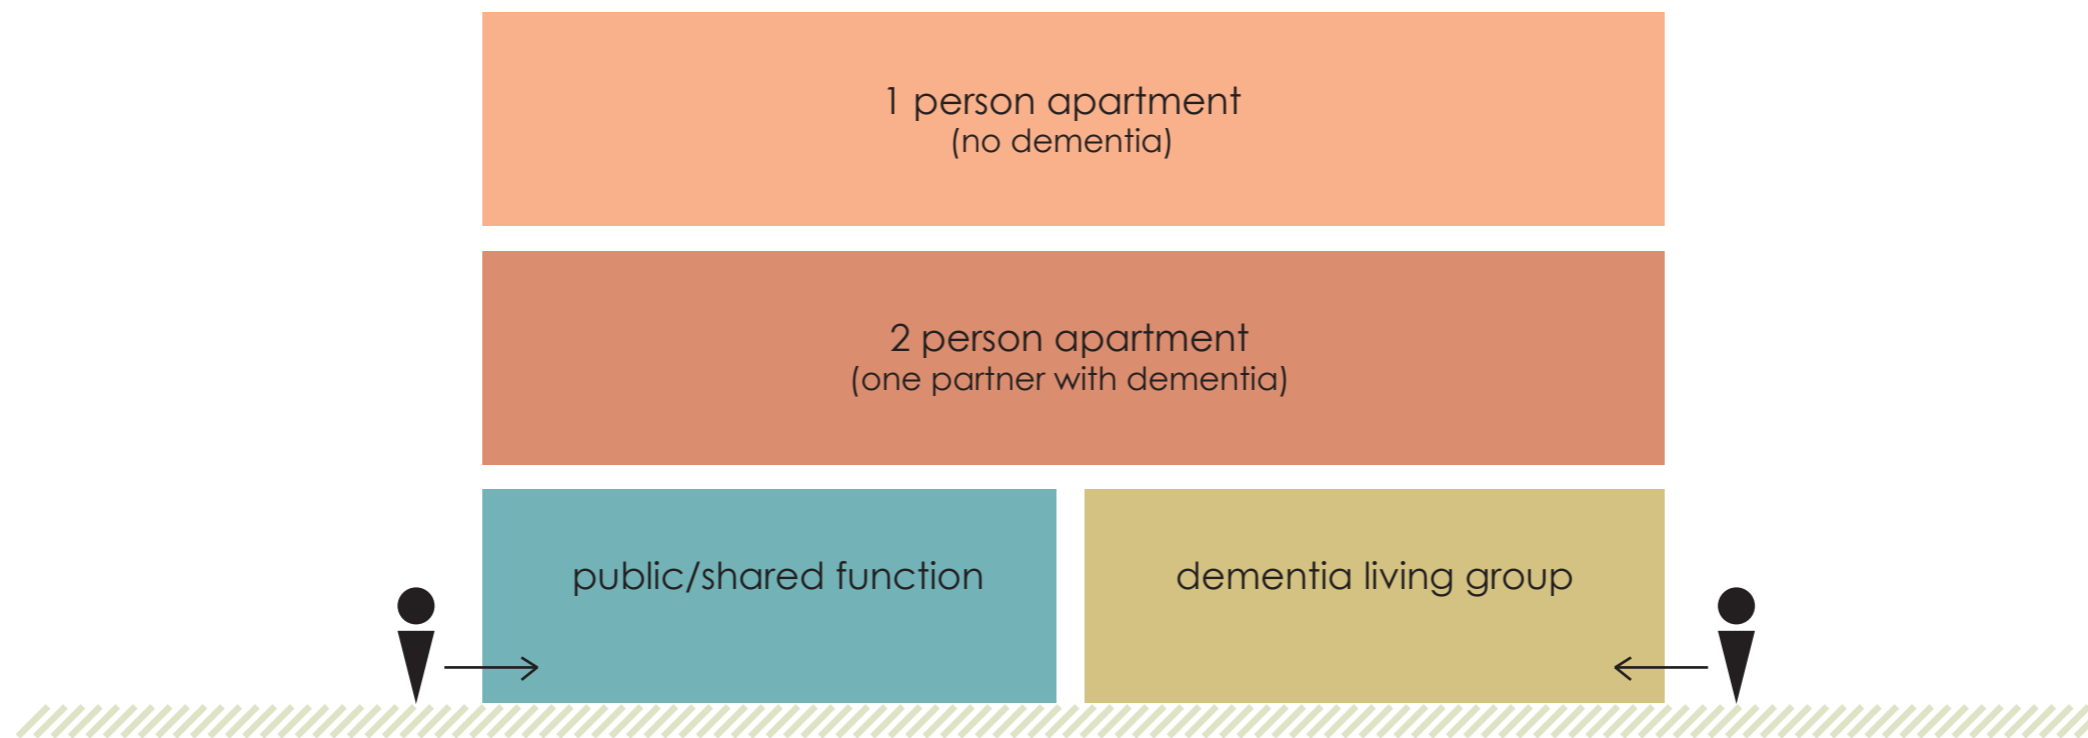 1 person apartment
(no dementia)
2 person apartment
(one partner with dementia)
public/shared function
dementia living group